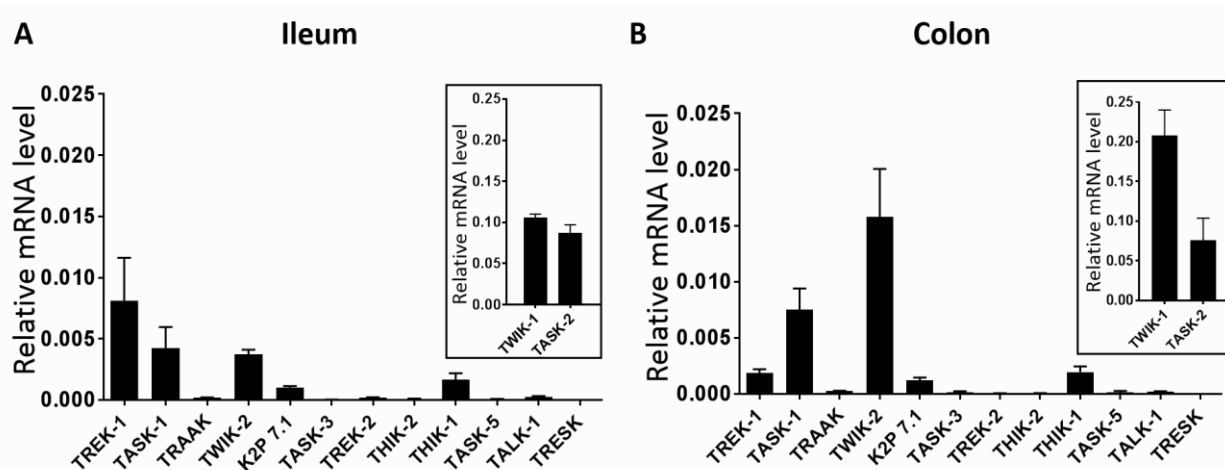 A
Ileum
Relative mRNA level
0.025
0.020
0.015
0.010
0.005
0.000
TREK-1
TASK-1
TRAAK
TWIK-2
K2P 7.1
TASK-3
TREK-2
THIK-2
THIK-1
TASK-5
TALK-1
TRESK
Relative mRNA level
0.25
0.20
0.15
0.10
0.05
0.00
TWIK-1
TASK-2
B
Colon
Relative mRNA level
0.025
0.020
0.015
0.010
0.005
0.000
TREK-1
TASK-1
TRAAK
TWIK-2
K2P 7.1
TASK-3
TREK-2
THIK-2
THIK-1
TASK-5
TALK-1
TRESK
Relative mRNA level
0.25
0.20
0.15
0.10
0.05
0.00
TWIK-1
TASK-2